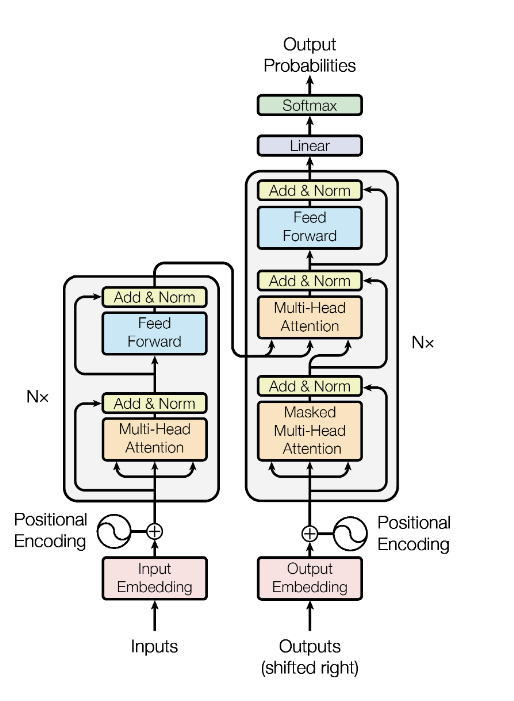 Output
Probabilities
Softmax
Linear
Add & Norm
Feed
Forward
Add & Norm
Multi-Head
Attention
Nx
Add & Norm
Masked
Multi-Head
Attention
Add & Norm
Feed
Forward
Nx
Add & Norm
Multi-Head
Attention
Positional
Encoding
Positional
Encoding
Input
Embedding
Output
Embedding
Inputs
Outputs
(shifted right)